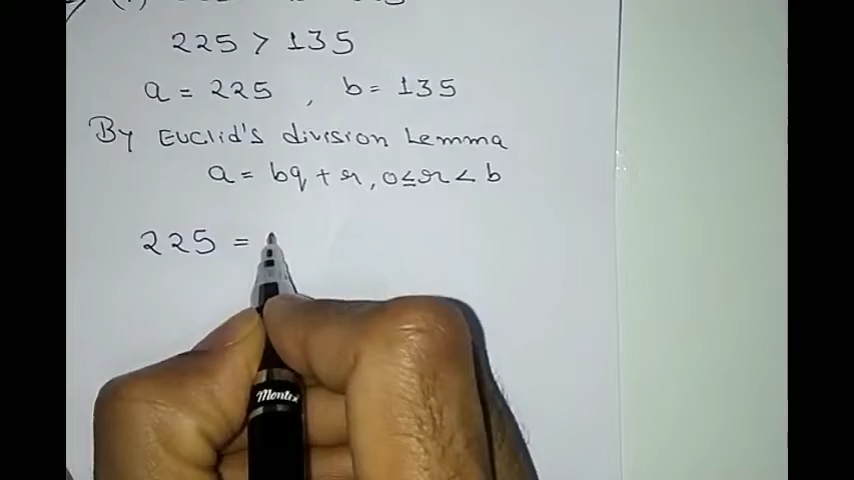 225 > 135
a = 225 , b = 135
By Euclid's division Lemma
a = bq + r, 0 ≤ r < b
225 =
Montex